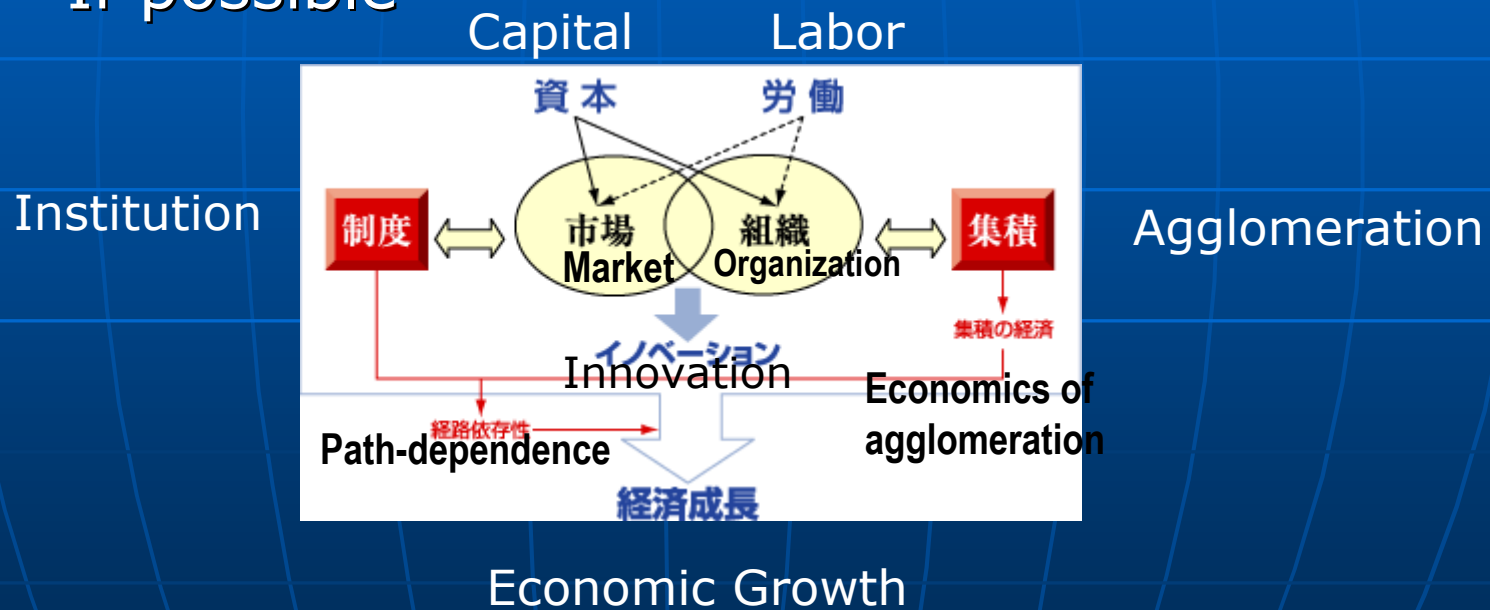 If possible
Capital Labor
資本 労働
Institution
制度
市場
Market
組織
Organization
集積
Agglomeration
集積の経済
イノベーション
Innovation
Economics of
agglomeration
経路依存性
Path-dependence
経済成長
Economic Growth